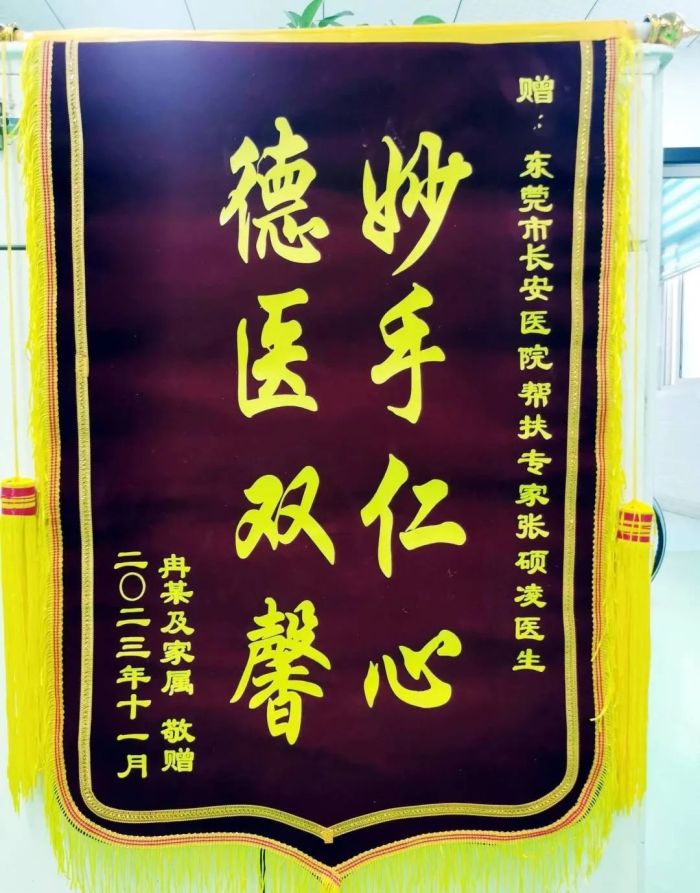 赠：东莞市长安医院帮扶专家张硕凌医生
妙手仁心
德医双馨
冉某及家属 敬赠
二〇二三年十一月